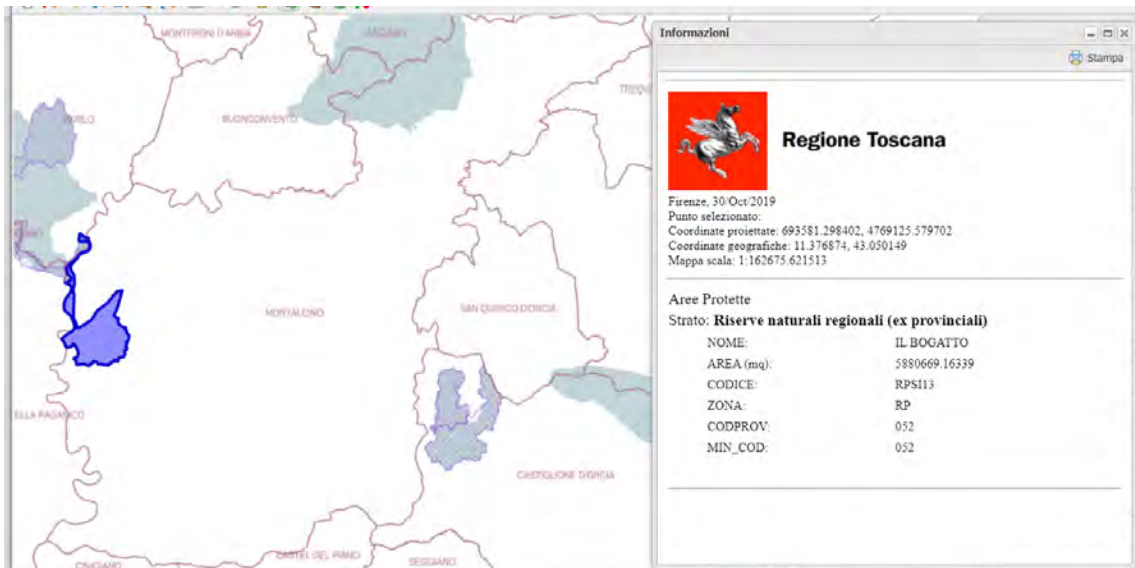 MONTERONI D'ARBIA
ASCIANO
BUONCONVENTO
MONTALCINO
SAN QUIRICO D'ORCIA
CASTIGLIONE D'ORCIA
CASTEL DEL PIANO
SEGGIANO
CINIGIANO
Informazioni
Stampa
Regione Toscana
Firenze, 30/Oct/2019
Punto selezionato:
Coordinate proiettate: 693581.298402, 4769125.579702
Coordinate geografiche: 11.376874, 43.050149
Mappa scala: 1:162675.621513
Aree Protette
Strato: Riserve naturali regionali (ex provinciali)
NOME: IL BOGATTO
AREA (mq): 5880669.16339
CODICE: RPSI13
ZONA: RP
CODPROV: 052
MIN_COD: 052